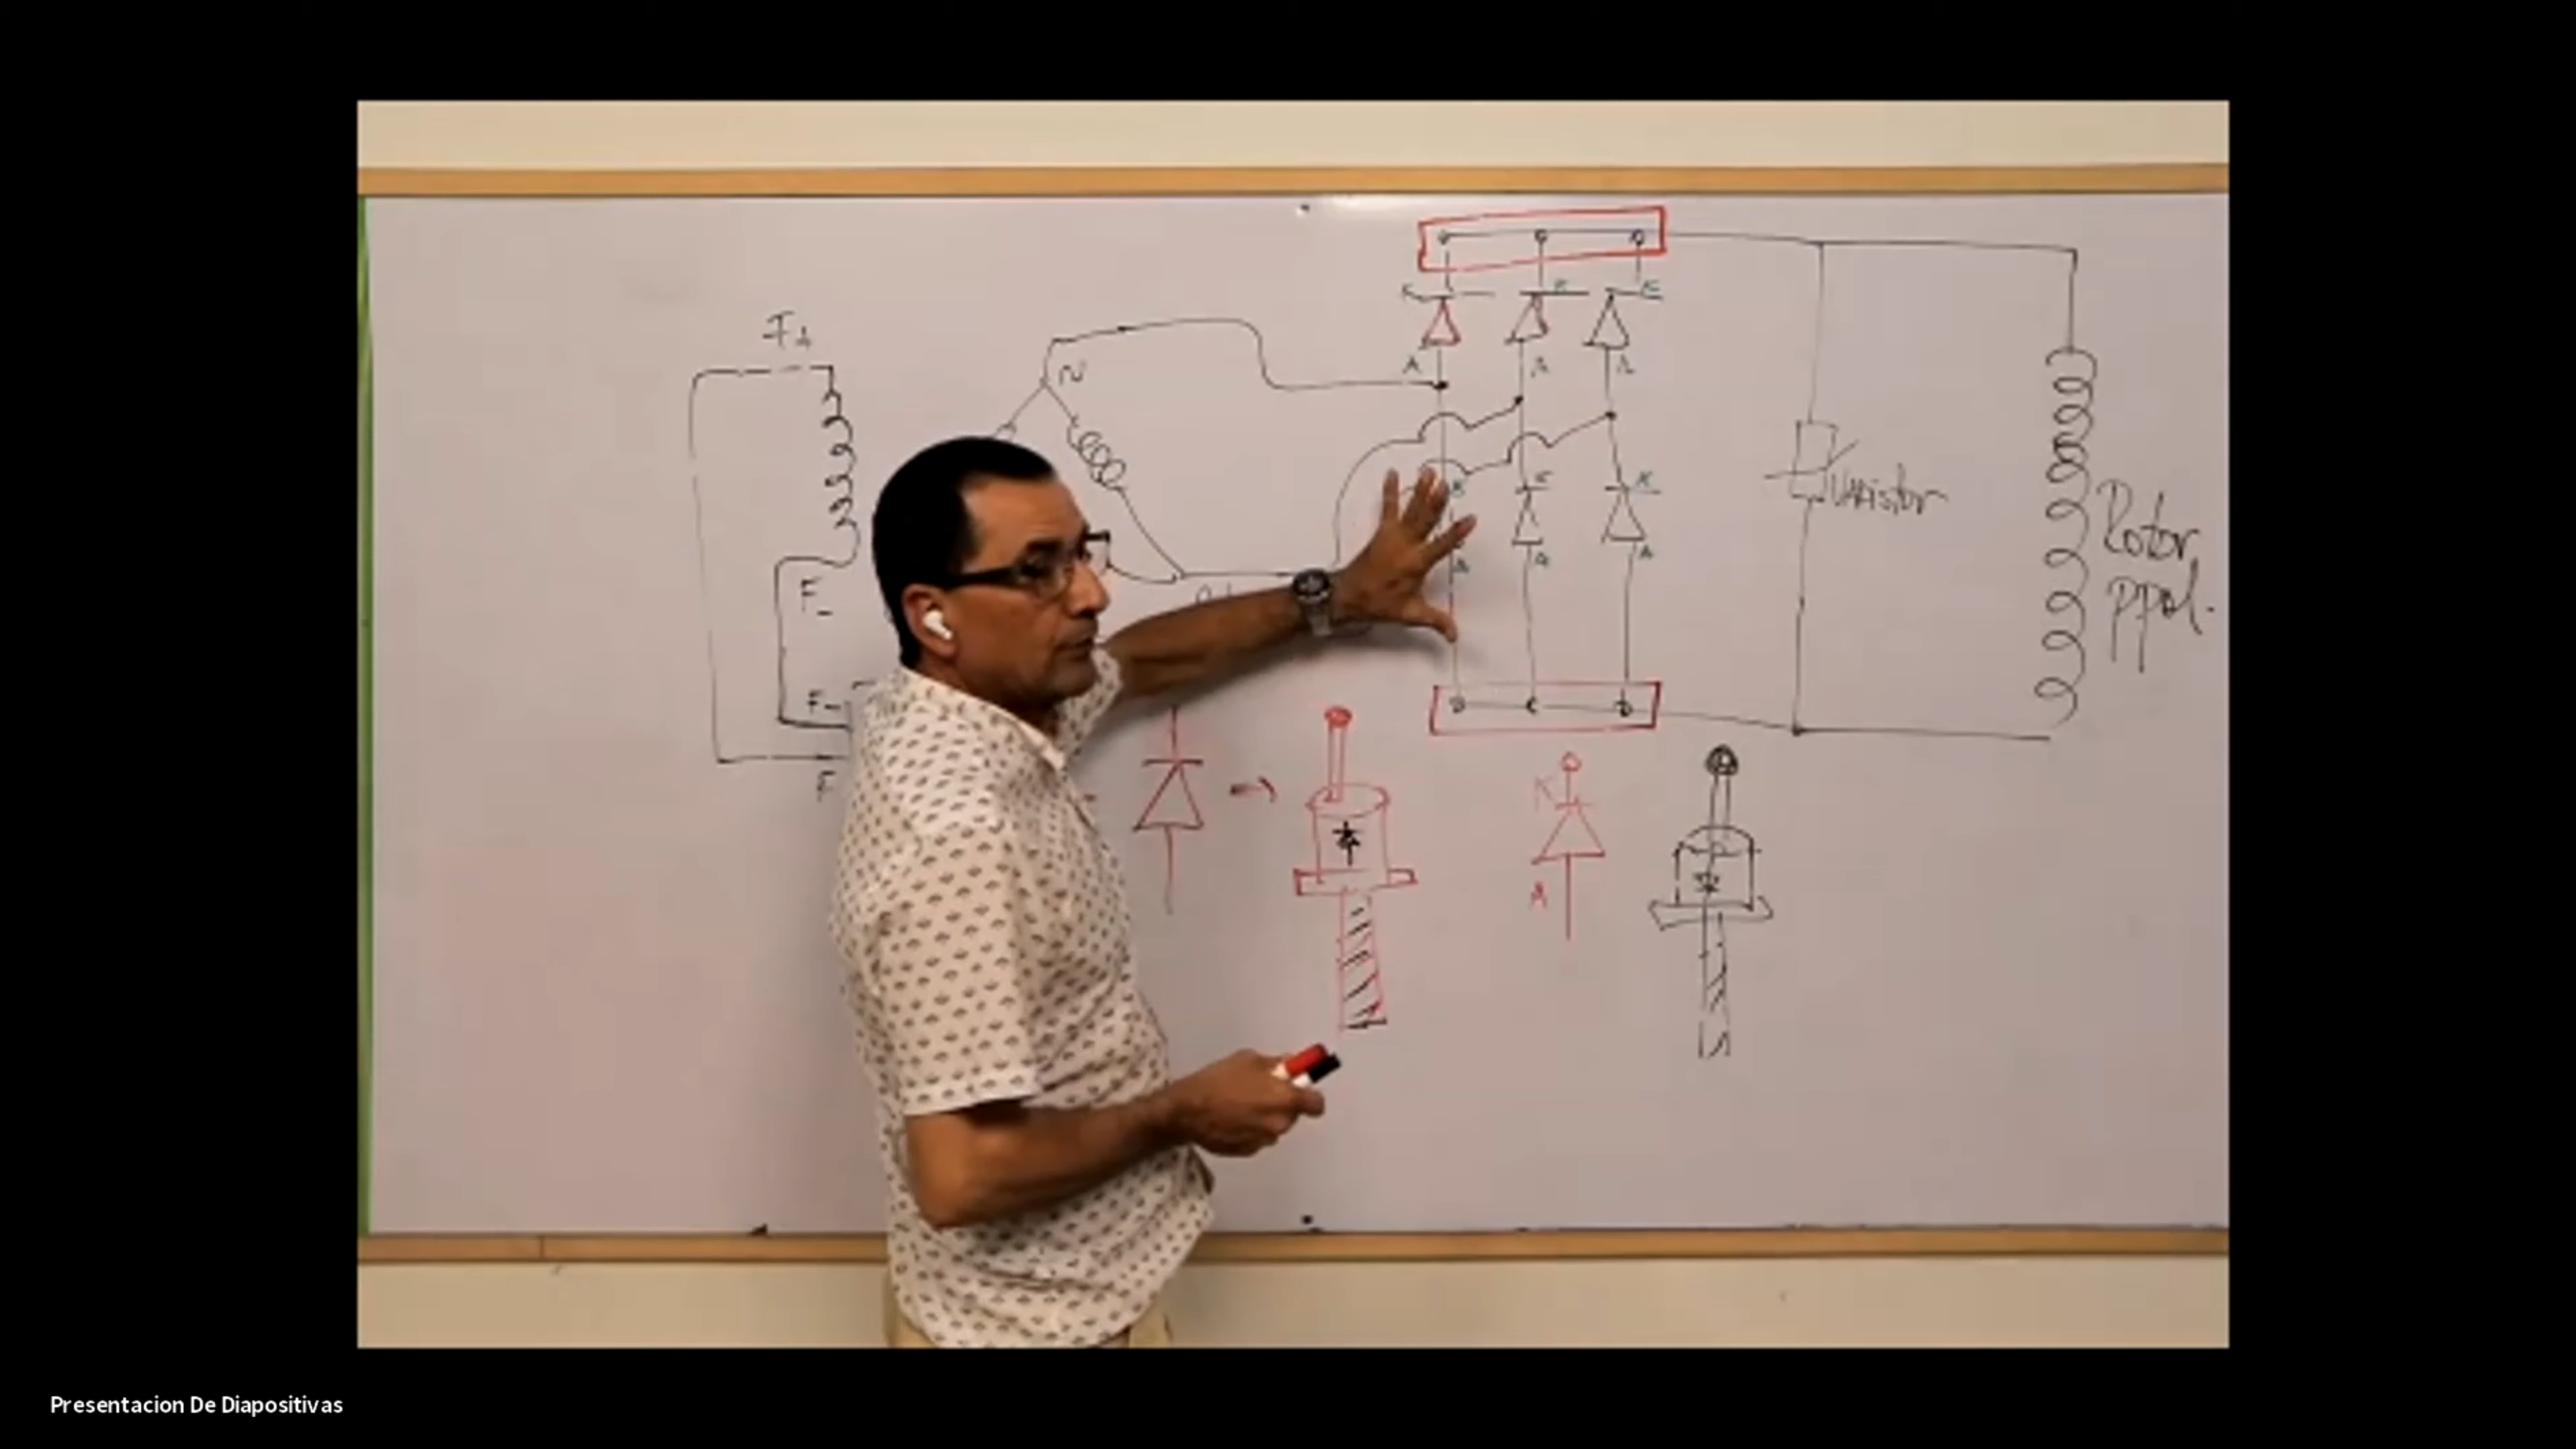 F+
N
K
K
K
A
A
A
K
K
K
A
A
A
Varistor
Rotor
ppal.
F-
F-
F
K
A
Presentacion De Diapositivas